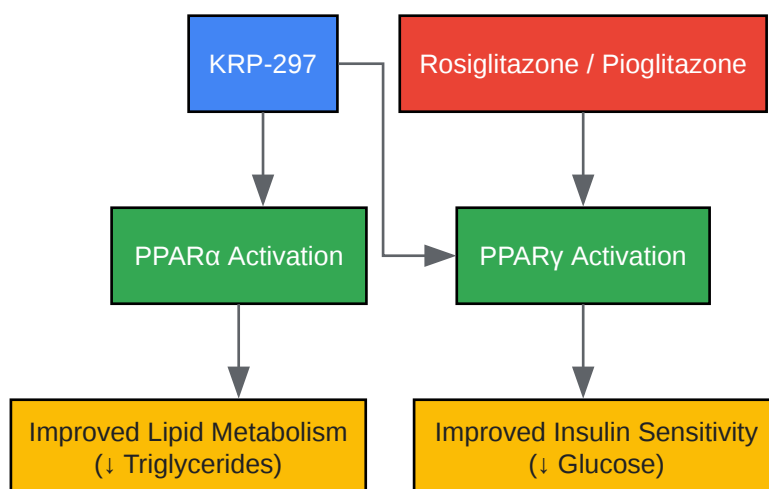 KRP-297
Rosiglitazone / Pioglitazone
PPARα Activation
PPARγ Activation
Improved Lipid Metabolism
(↓ Triglycerides)
Improved Insulin Sensitivity
(↓ Glucose)